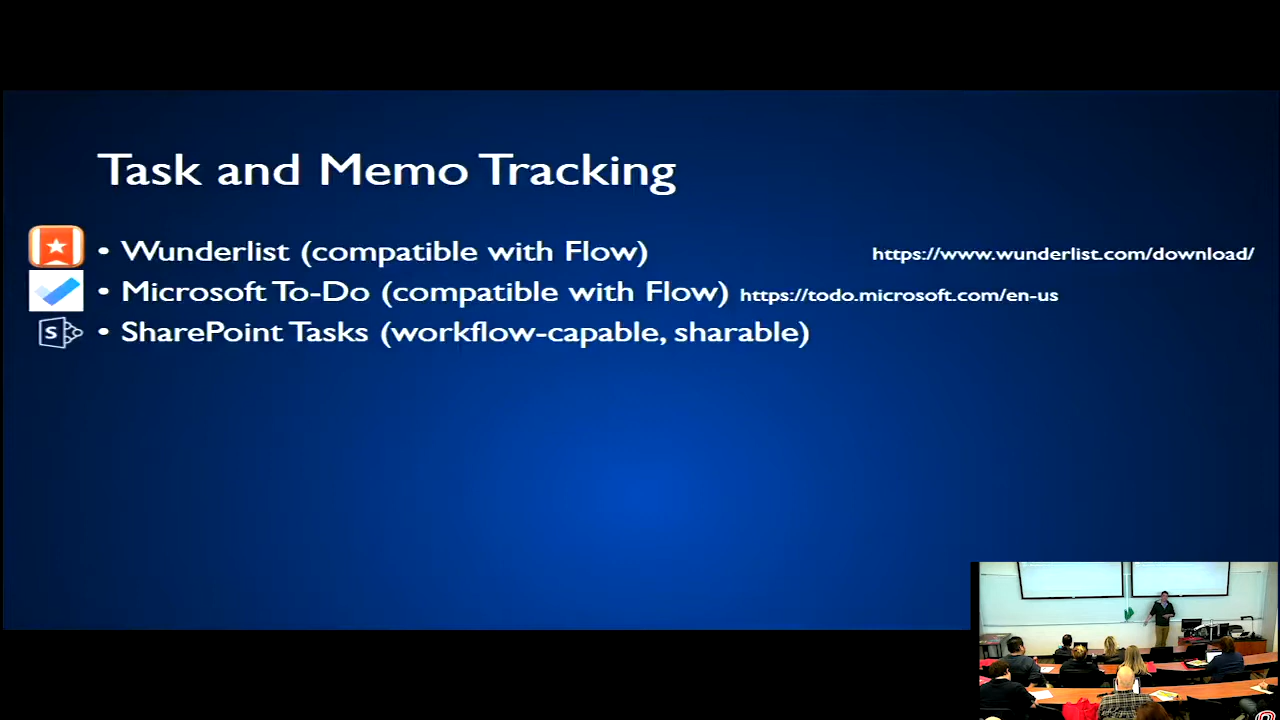 Task and Memo Tracking
• Wunderlist (compatible with Flow) https://www.wunderlist.com/download/
• Microsoft To-Do (compatible with Flow) https://todo.microsoft.com/en-us
S • SharePoint Tasks (workflow-capable, sharable)